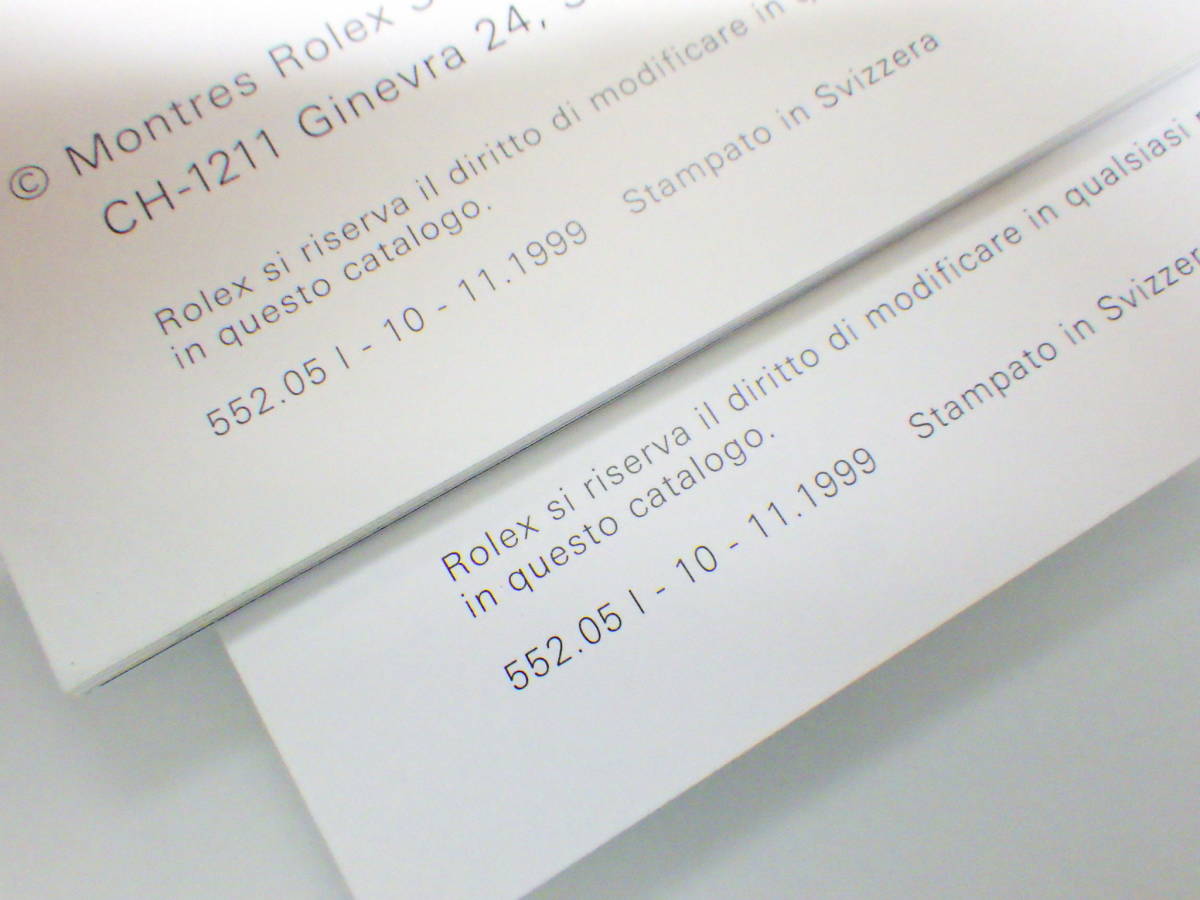 © Montres Rolex
CH-1211 Ginevra 24,
Rolex si riserva il diritto di modificare in
in questo catalogo.
552.05 I - 10 - 11.1999 Stampato in Svizzera
Rolex si riserva il diritto di modificare in qualsiasi
in questo catalogo.
552.05 I - 10 - 11.1999 Stampato in Svizzer